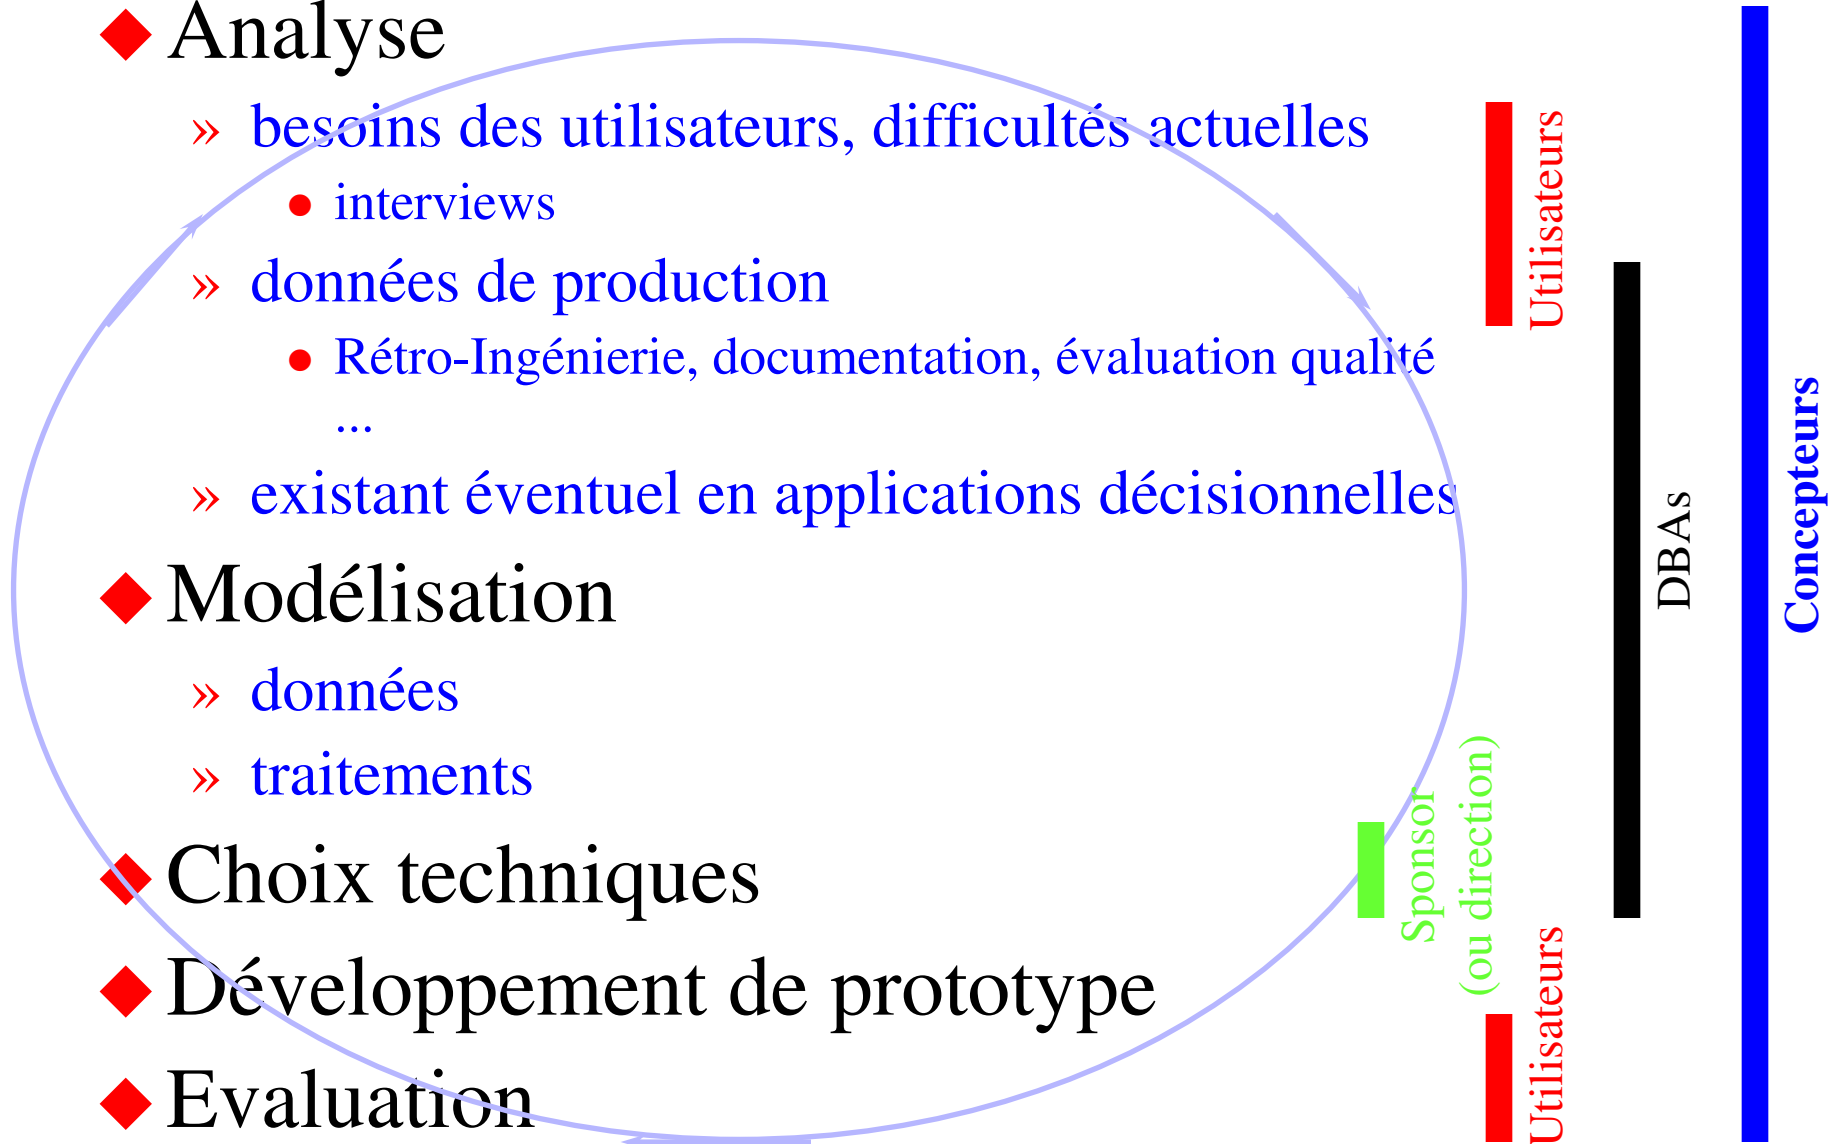 Analyse
» besoins des utilisateurs, difficultés actuelles
• interviews
» données de production
• Rétro-Ingénierie, documentation, évaluation qualité
...
» existant éventuel en applications décisionnelles
Modélisation
» données
» traitements
Choix techniques
Développement de prototype
Evaluation
Utilisateurs
DBAs
Concepteurs
Sponsor
(ou direction)
Utilisateurs